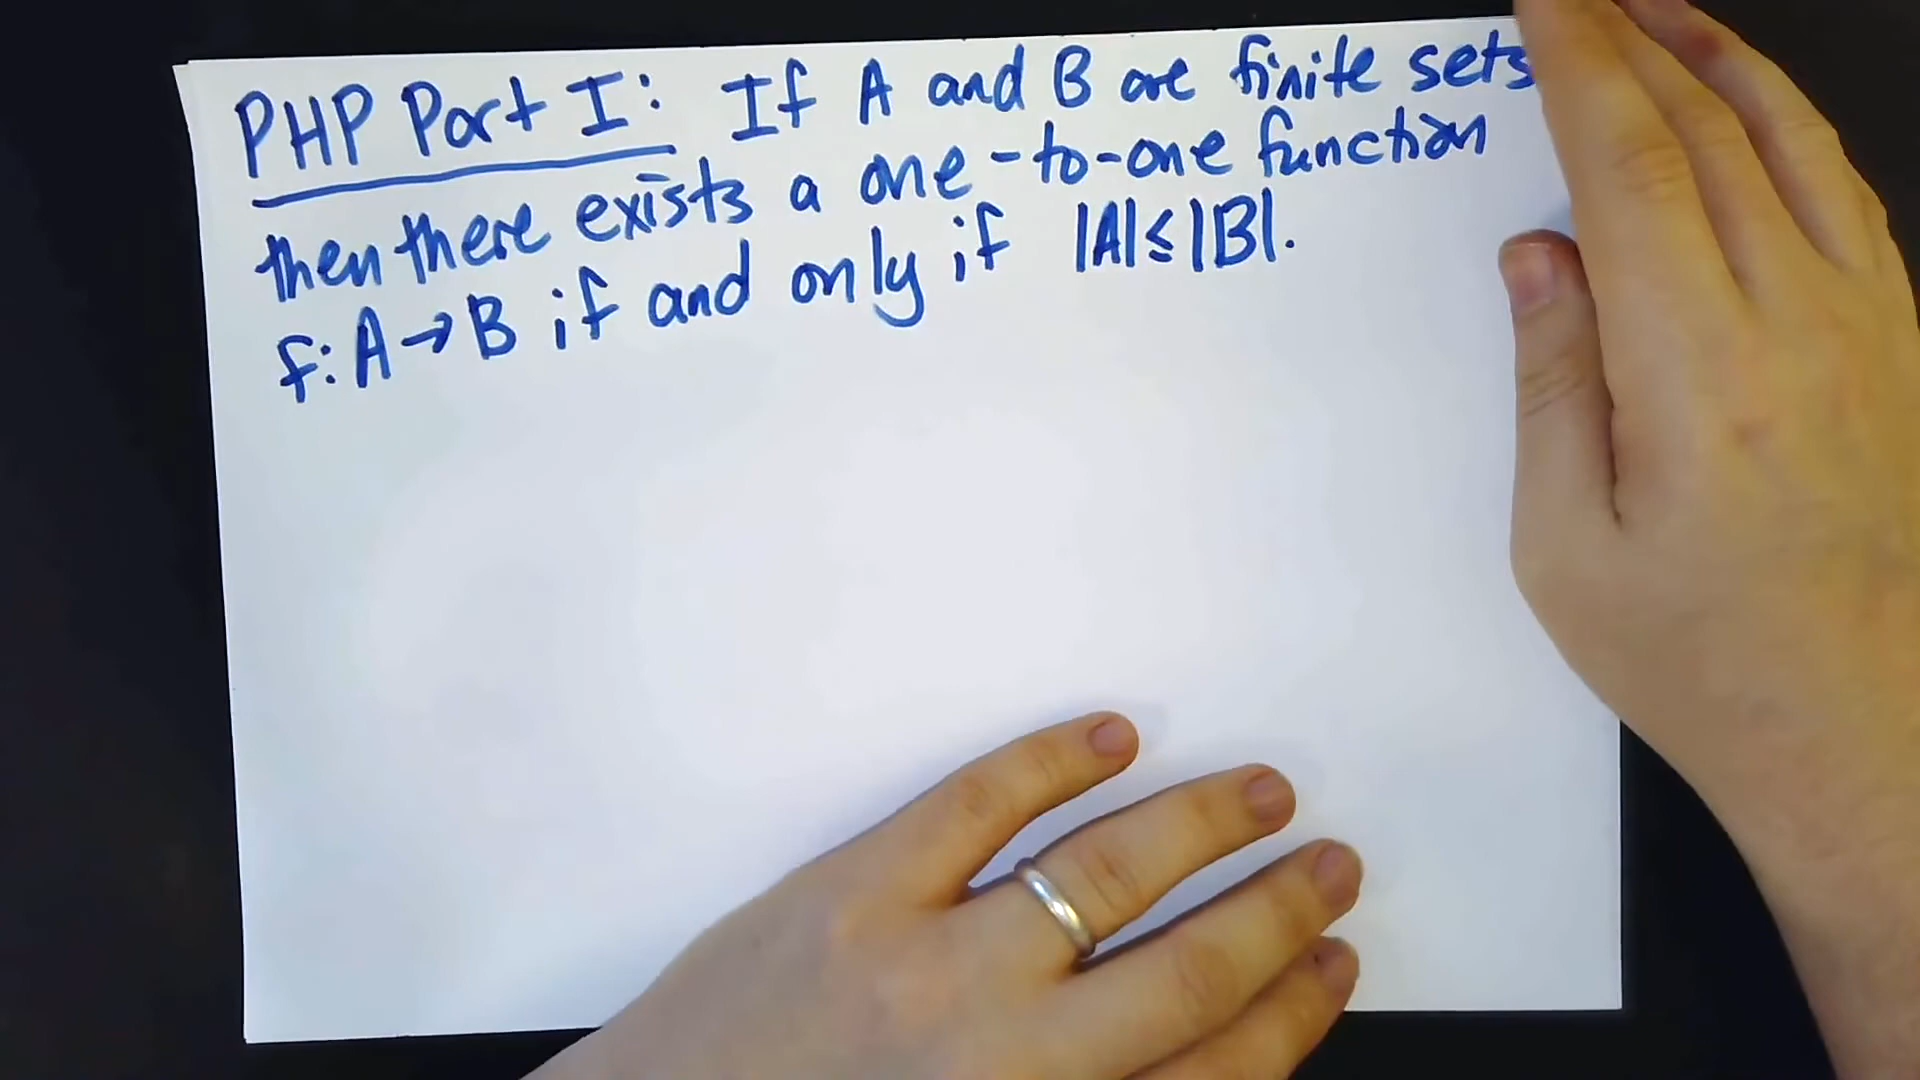 PHP Part I: If A and B are finite sets
then there exists a one-to-one function
f: A→B if and only if |A|≤|B|.